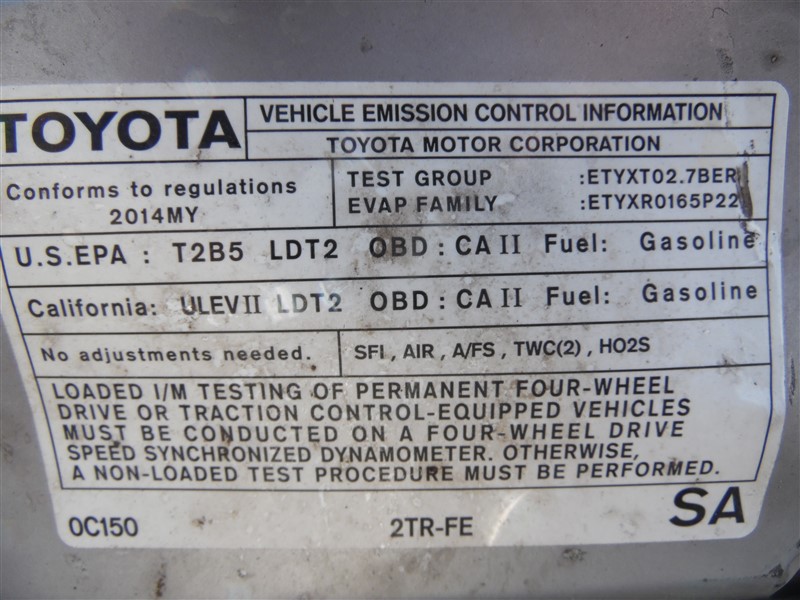 TOYOTA
VEHICLE EMISSION CONTROL INFORMATION
TOYOTA MOTOR CORPORATION
Conforms to regulations
2014MY
TEST GROUP :ETYXT02.7BER
EVAP FAMILY :ETYXR0165P22
U.S.EPA : T2B5 LDT2 OBD : CA II Fuel: Gasoline
California: ULEVII LDT2 OBD : CA II Fuel: Gasoline
No adjustments needed.
SFI , AIR , A/FS , TWC(2) , HO2S
LOADED I/M TESTING OF PERMANENT FOUR-WHEEL
DRIVE OR TRACTION CONTROL-EQUIPPED VEHICLES
MUST BE CONDUCTED ON A FOUR-WHEEL DRIVE
SPEED SYNCHRONIZED DYNAMOMETER. OTHERWISE,
A NON-LOADED TEST PROCEDURE MUST BE PERFORMED.
0C150 2TR-FE SA